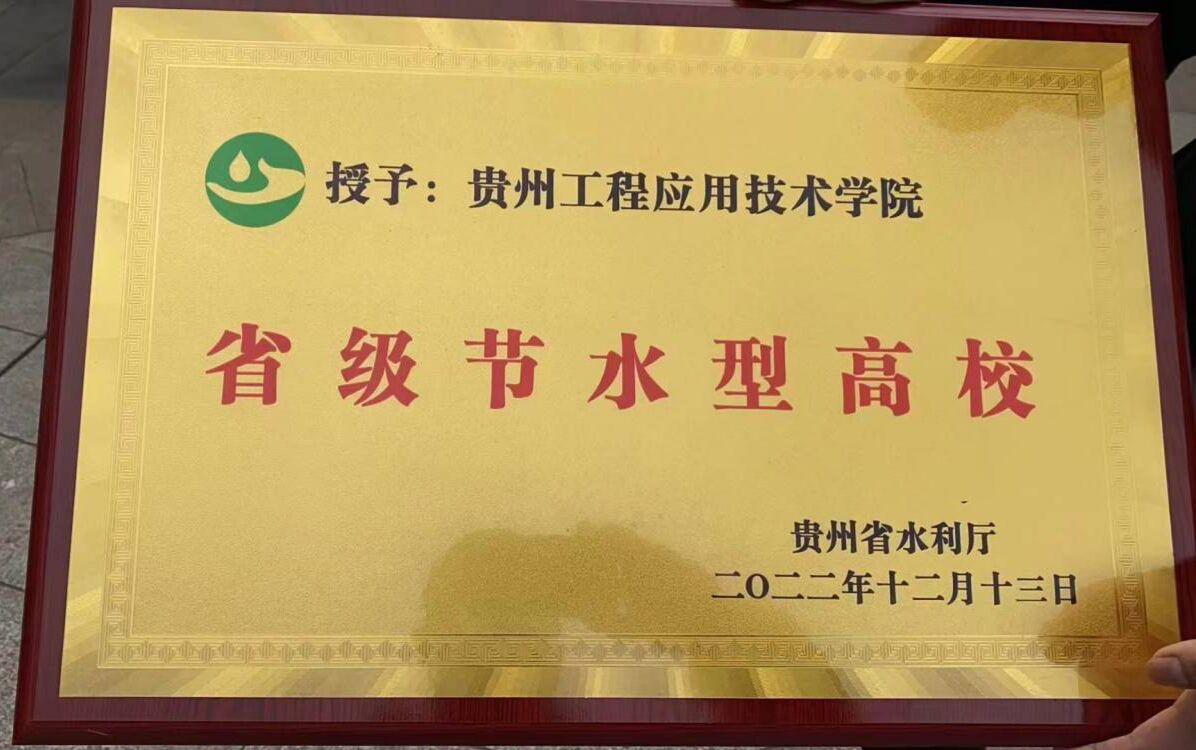 授予：贵州工程应用技术学院
省级节水型高校
贵州省水利厅
二〇二二年十二月十三日